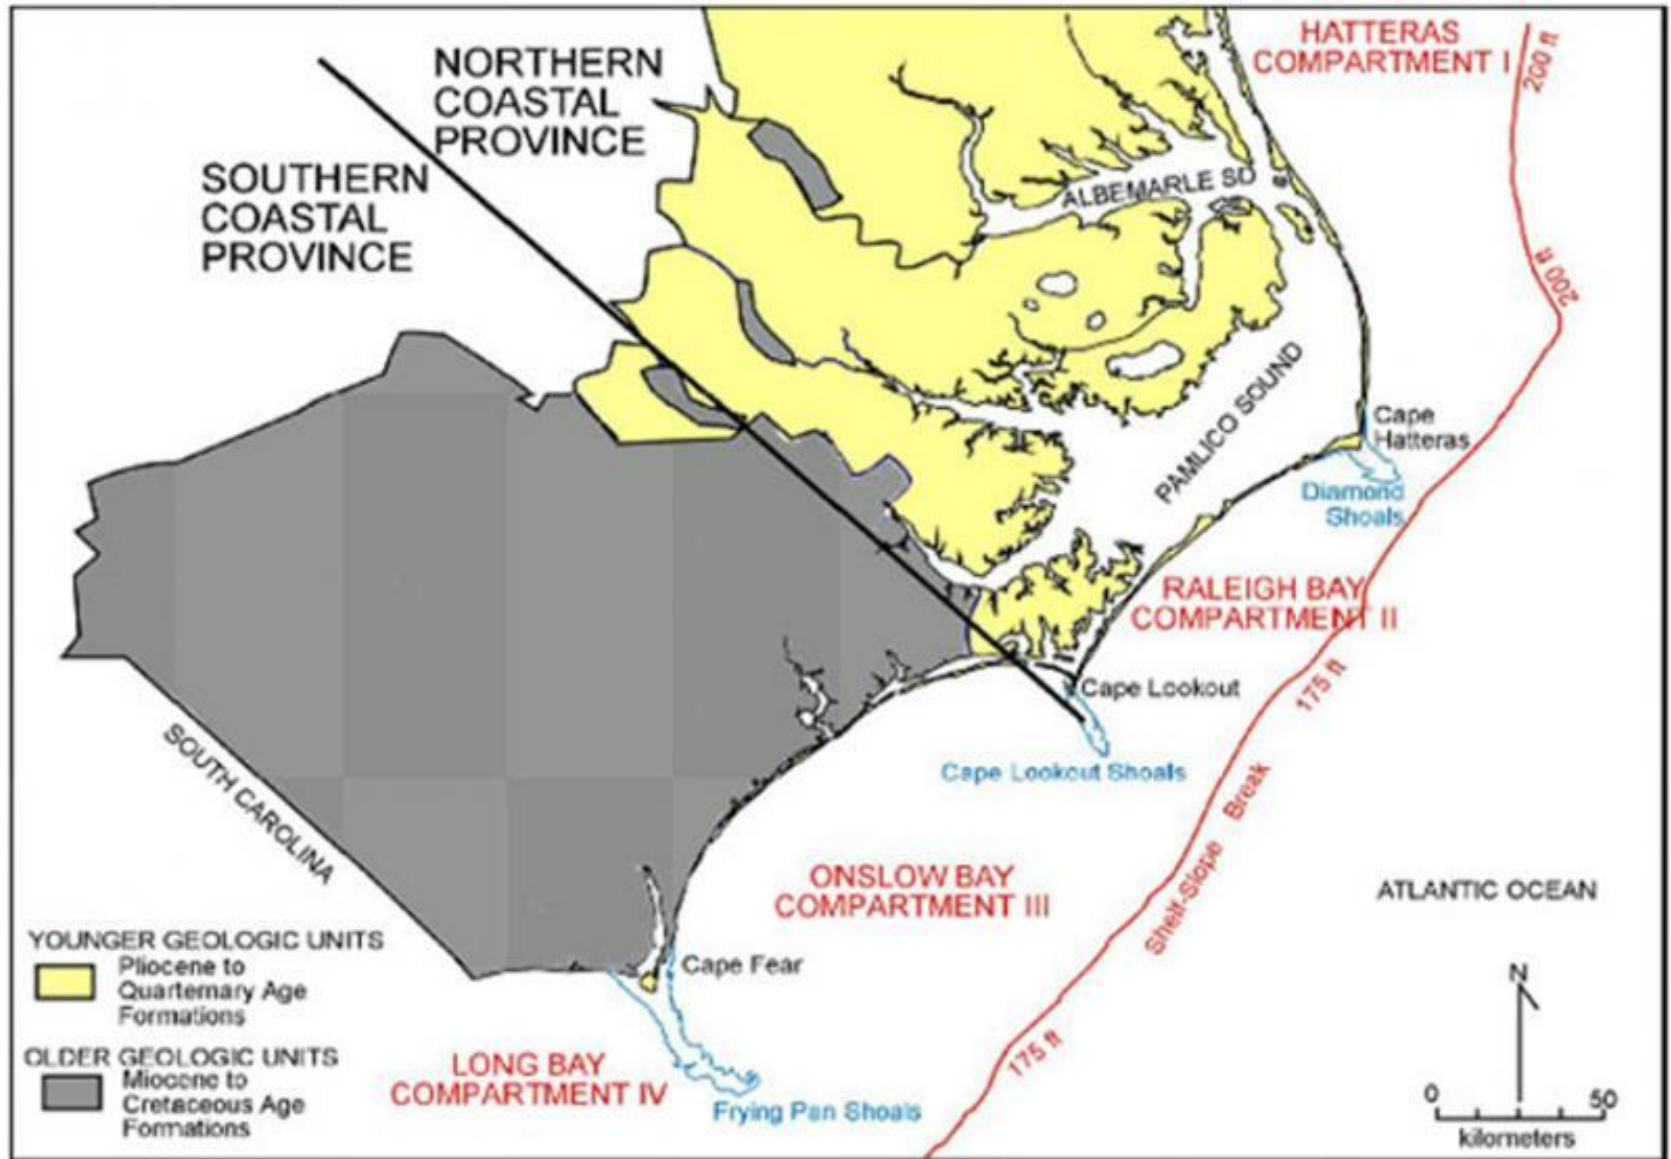 HATTERAS
COMPARTMENT I
200 ft
NORTHERN
COASTAL
PROVINCE
SOUTHERN
COASTAL
PROVINCE
ALBEMARLE SD
200 ft
PAMLICO SOUND
Cape
Hatteras
Diamond
Shoals
RALEIGH BAY
COMPARTMENT II
175 ft
Cape Lookout
Cape Lookout Shoals
SOUTH CAROLINA
Shelf-Slope Break
ONSLOW BAY
COMPARTMENT III
ATLANTIC OCEAN
YOUNGER GEOLOGIC UNITS
Pliocene to
Quarternary Age
Formations
Cape Fear
OLDER GEOLOGIC UNITS
Miocene to
Cretaceous Age
Formations
LONG BAY
COMPARTMENT IV
Frying Pan Shoals
175 ft
N
0 50
kilometers